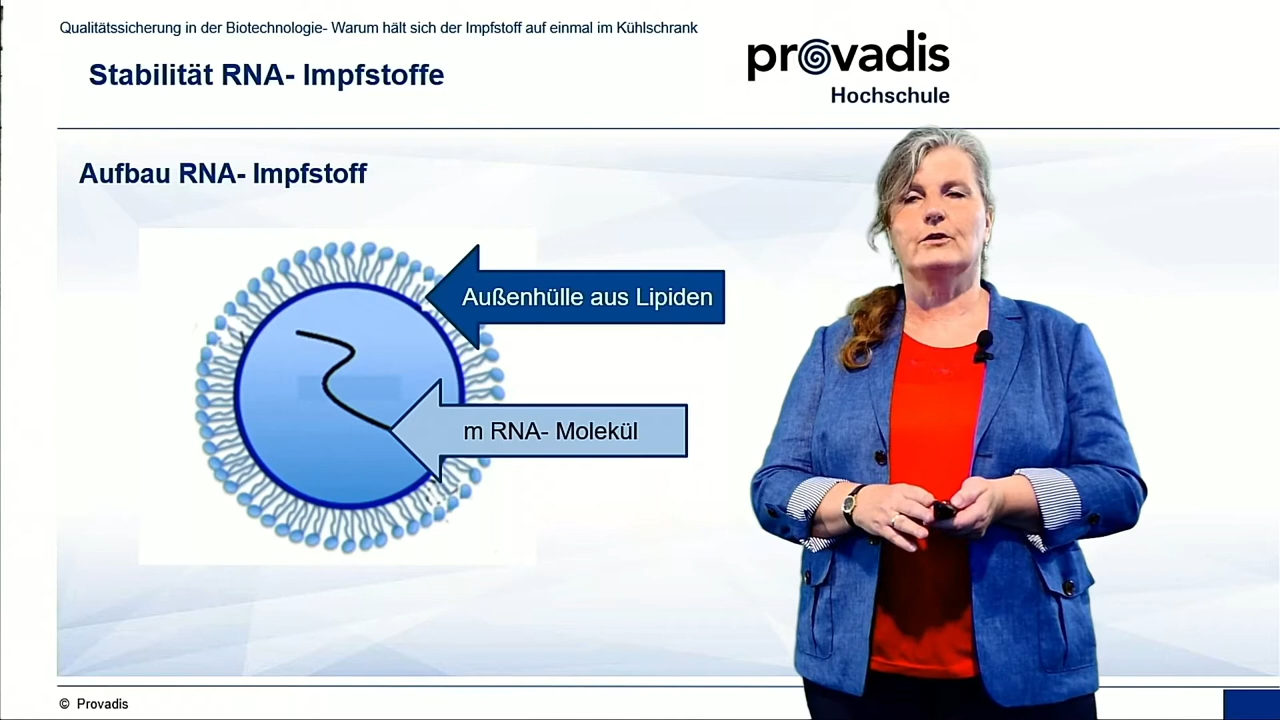 Qualitätssicherung in der Biotechnologie- Warum hält sich der Impfstoff auf einmal im Kühlschrank
Stabilität RNA- Impfstoffe
provadis
Hochschule
Aufbau RNA- Impfstoff
Außenhülle aus Lipiden
m RNA- Molekül
© Provadis